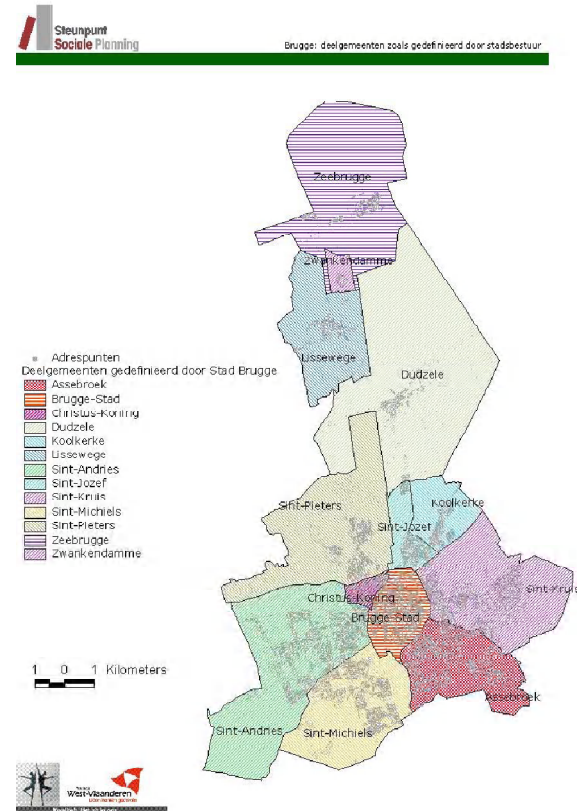 Steunpunt
Sociale Planning
Brugge: deelgemeenten zoals gedefinieerd door stadsbestuur
Zeebrugge
Zwankendamme
Lissewege
Dudzele
Adrespunten
Deelgemeenten gedefinieerd door Stad Brugge
Assebroek
Brugge-Stad
Christus-Koning
Dudzele
Koolkerke
Lissewege
Sint-Andries
Sint-Jozef
Sint-Kruis
Sint-Michiels
Sint-Pieters
Zeebrugge
Zwankendamme
Sint-Pieters
Koolkerke
Sint-Jozef
Sint-Kruis
Christus-Koning
Brugge-Stad
Assebroek
Sint-Andries
Sint-Michiels
1 0 1 Kilometers
Provincie
West-Vlaanderen